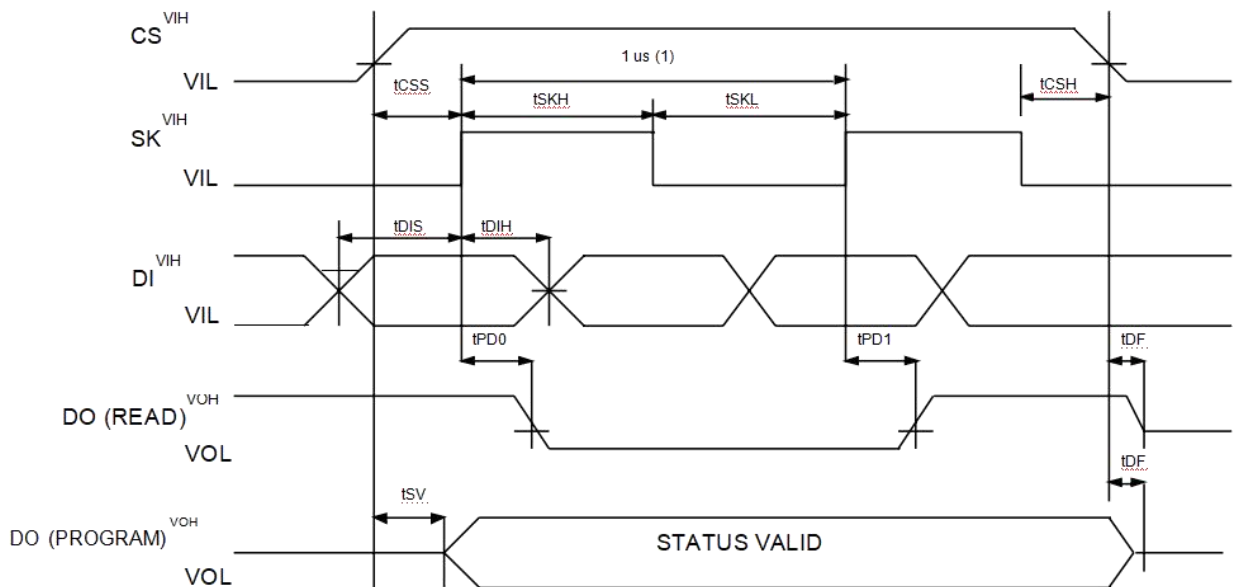 CS VIH
1 us (1)
VIL
tCSS
tSKH
tSKL
tCSH
SK VIH
VIL
tDIS
tDIH
DI VIH
VIL
tPD0
tPD1
tDF
DO (READ) VOH
VOL
tDF
tSV
DO (PROGRAM) VOH
STATUS VALID
VOL